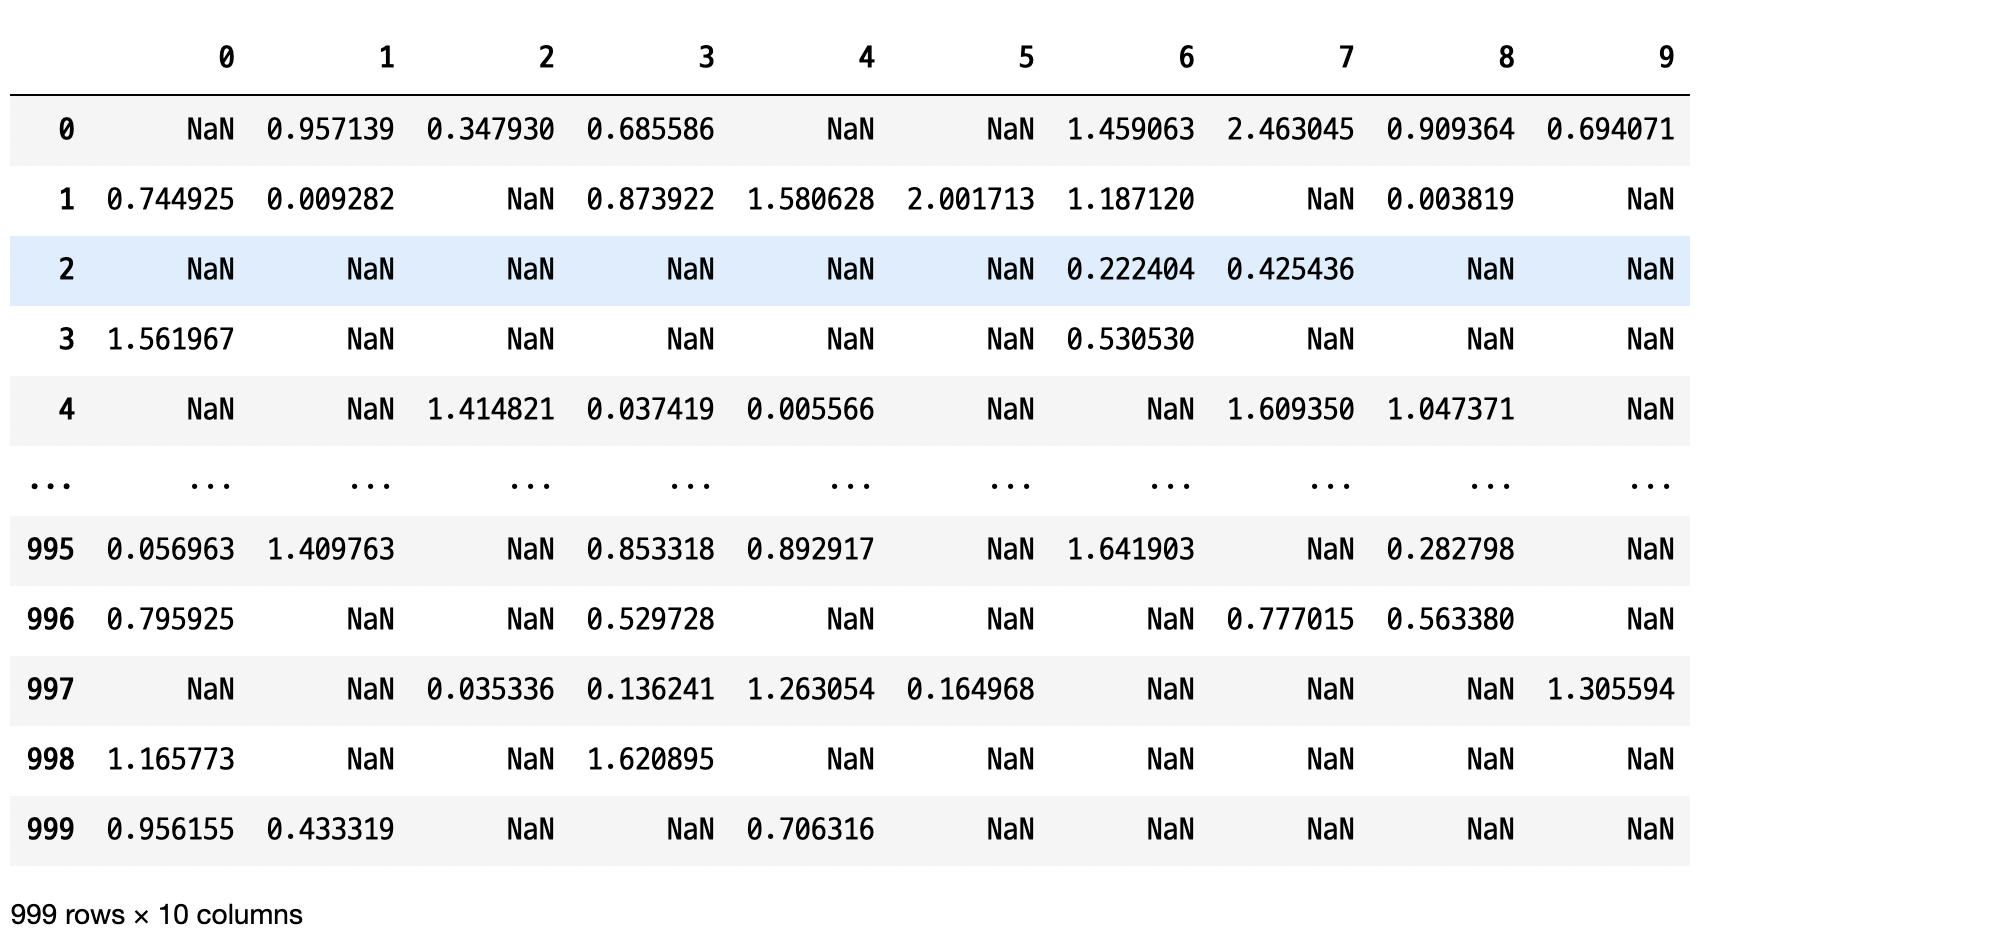 0 1 2 3 4 5 6 7 8 9
0 NaN 0.957139 0.347930 0.685586 NaN NaN 1.459063 2.463045 0.909364 0.694071
1 0.744925 0.009282 NaN 0.873922 1.580628 2.001713 1.187120 NaN 0.003819 NaN
2 NaN NaN NaN NaN NaN NaN 0.222404 0.425436 NaN NaN
3 1.561967 NaN NaN NaN NaN NaN 0.530530 NaN NaN NaN
4 NaN NaN 1.414821 0.037419 0.005566 NaN NaN 1.609350 1.047371 NaN
... ... ... ... ... ... ... ... ... ... ...
995 0.056963 1.409763 NaN 0.853318 0.892917 NaN 1.641903 NaN 0.282798 NaN
996 0.795925 NaN NaN 0.529728 NaN NaN NaN 0.777015 0.563380 NaN
997 NaN NaN 0.035336 0.136241 1.263054 0.164968 NaN NaN NaN 1.305594
998 1.165773 NaN NaN 1.620895 NaN NaN NaN NaN NaN NaN
999 0.956155 0.433319 NaN NaN 0.706316 NaN NaN NaN NaN NaN
999 rows × 10 columns